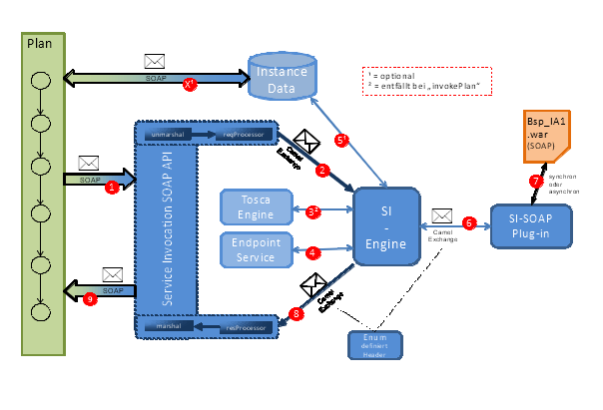 Plan
SOAP
X¹
Instance
Data
¹ = optional
² = entfällt bei „invokePlan“
Bsp_IA1
.war
(SOAP)
unmarshal
reqProcessor
Camel
Exchange
2
5¹
7
synchron
oder
asynchron
SOAP
1
Service Invocation SOAP API
Tosca
Engine
3²
SI
-
Engine
Camel
Exchange
6
SI-SOAP
Plug-in
Endpoint
Service
4
SOAP
9
Camel
Exchange
8
marshal
resProcessor
Enum
definiert
Header